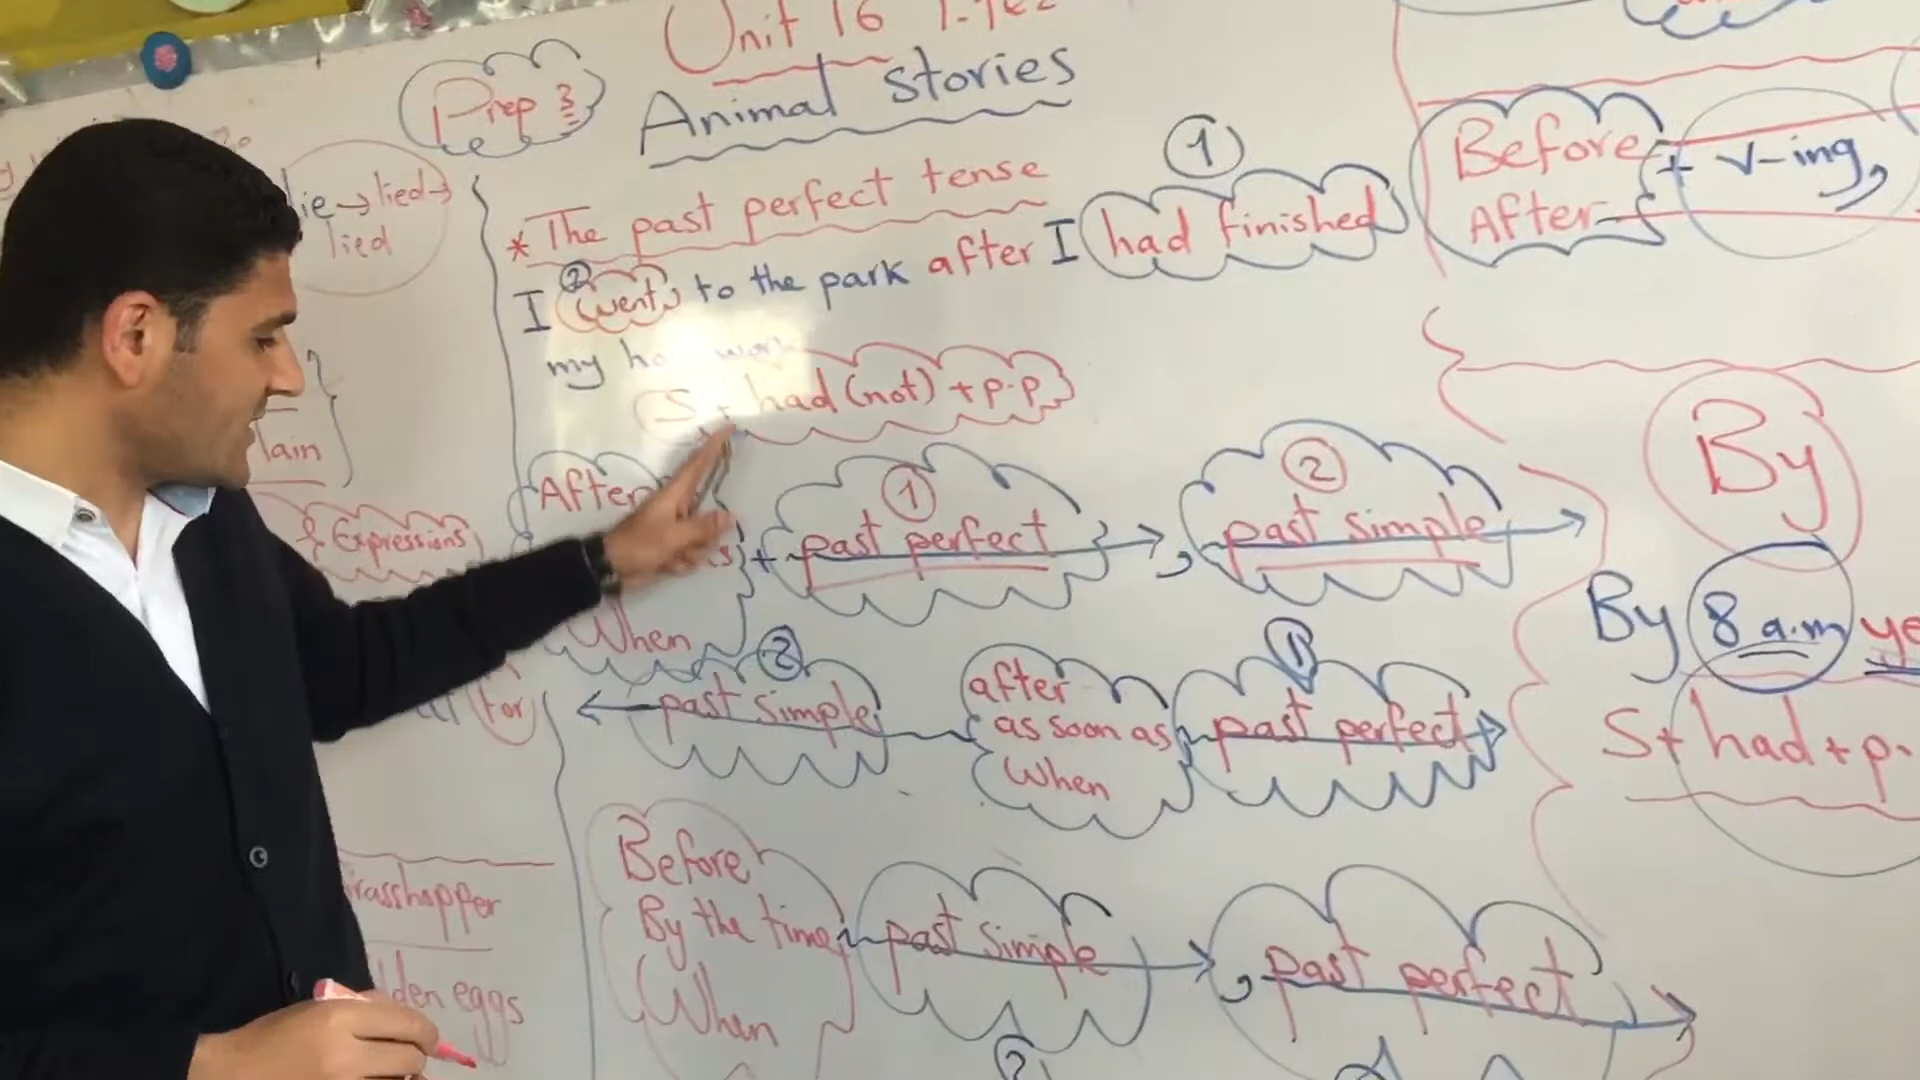 Unit 16
Prep 3
Animal stories
lied
lied
* The past perfect tense
①
I went to the park after I had finished
②
my
S + had (not) + p.p
Before
After
+ v-ing,
lain
& Expressions
After
When
+
①
past perfect
,
②
past simple
②
past simple
after
as soon as
When
①
past perfect
for
Before
By the time
When
past simple
, past perfect
By
By 8 a.m
S + had + p.
eggs